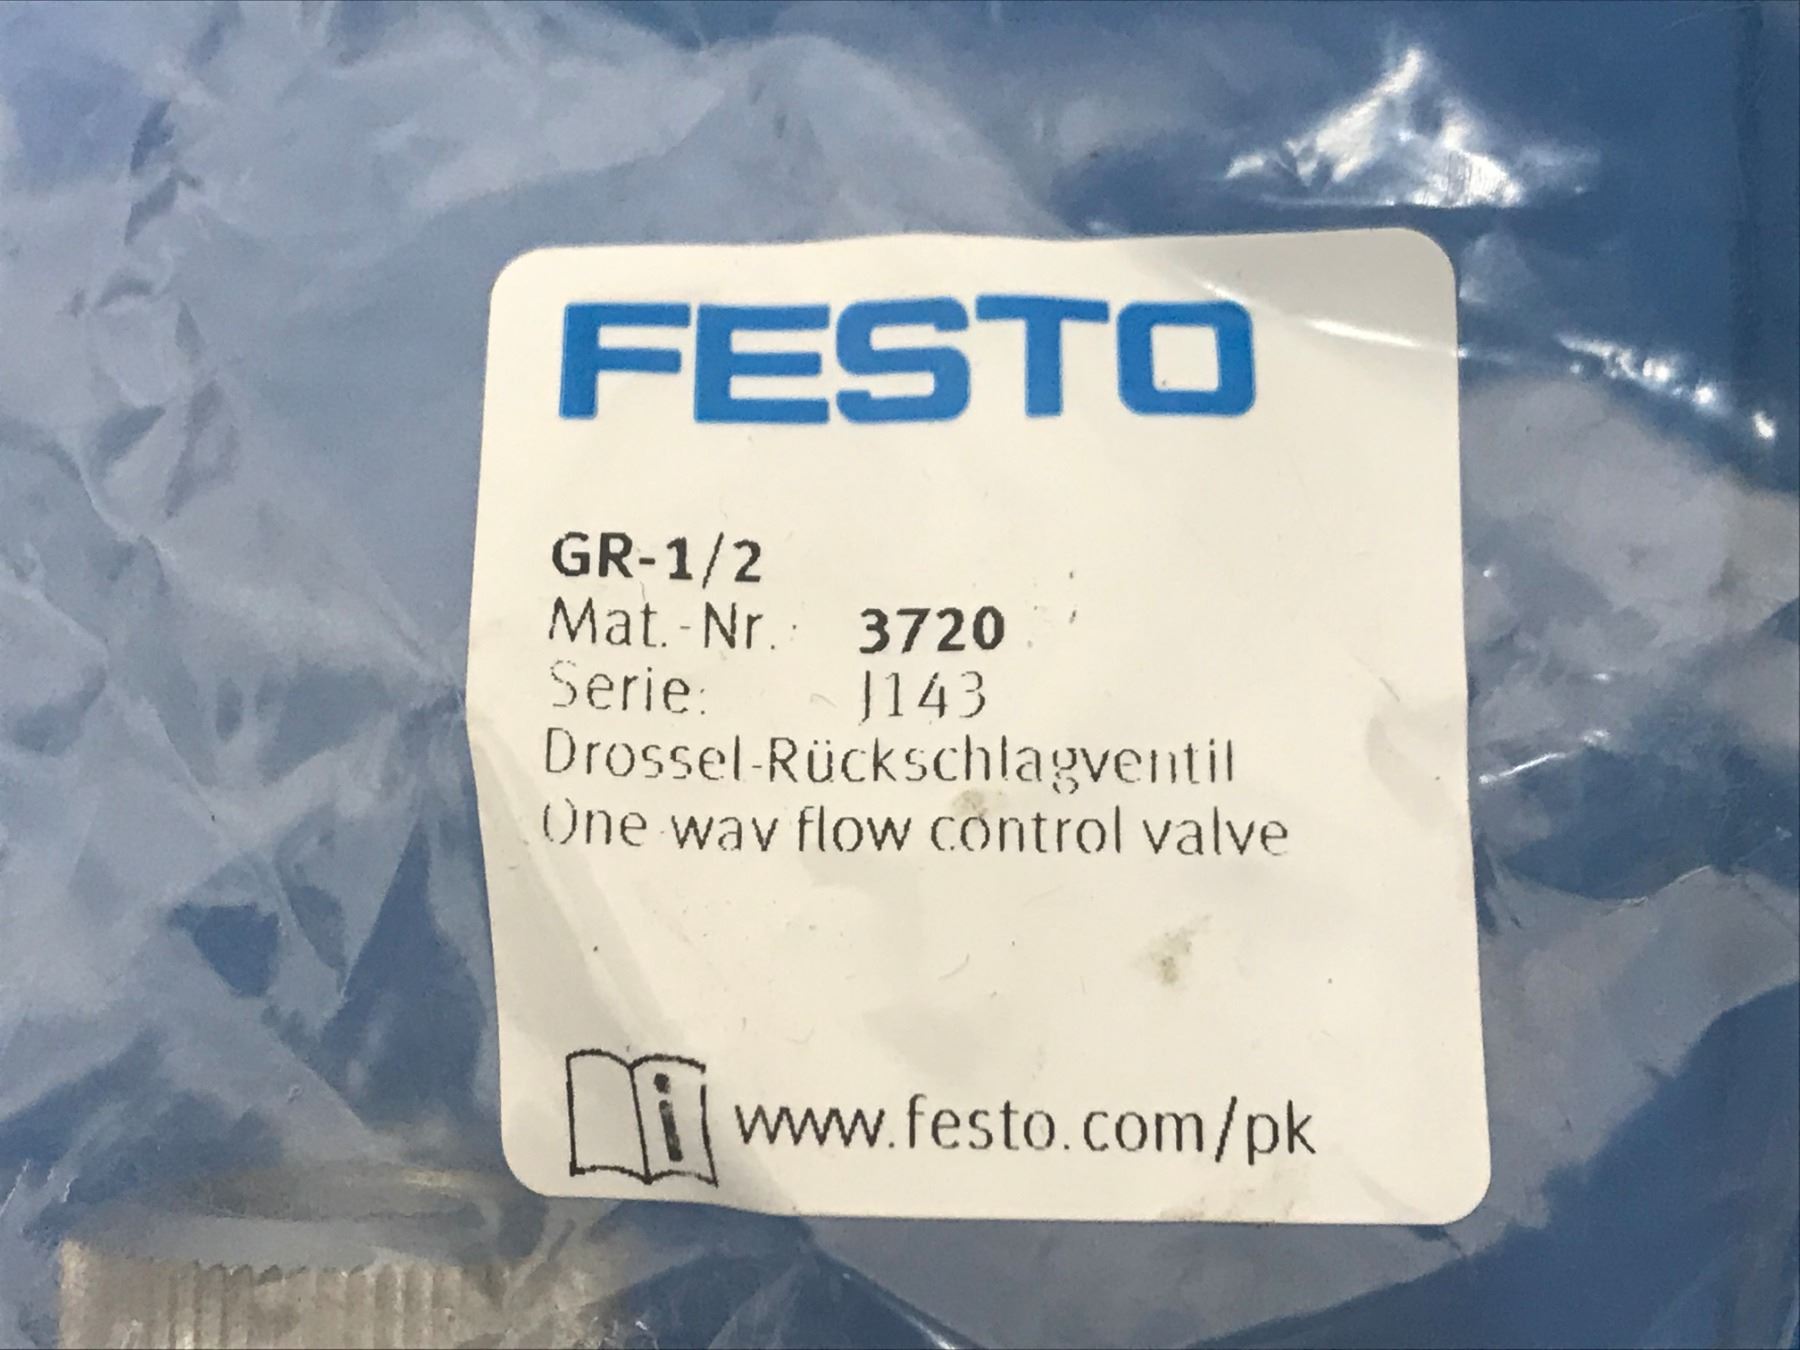 FESTO
GR-1/2
Mat.-Nr.: 3720
Serie: J143
Drossel-Rückschlagventil
One way flow control valve
i www.festo.com/pk